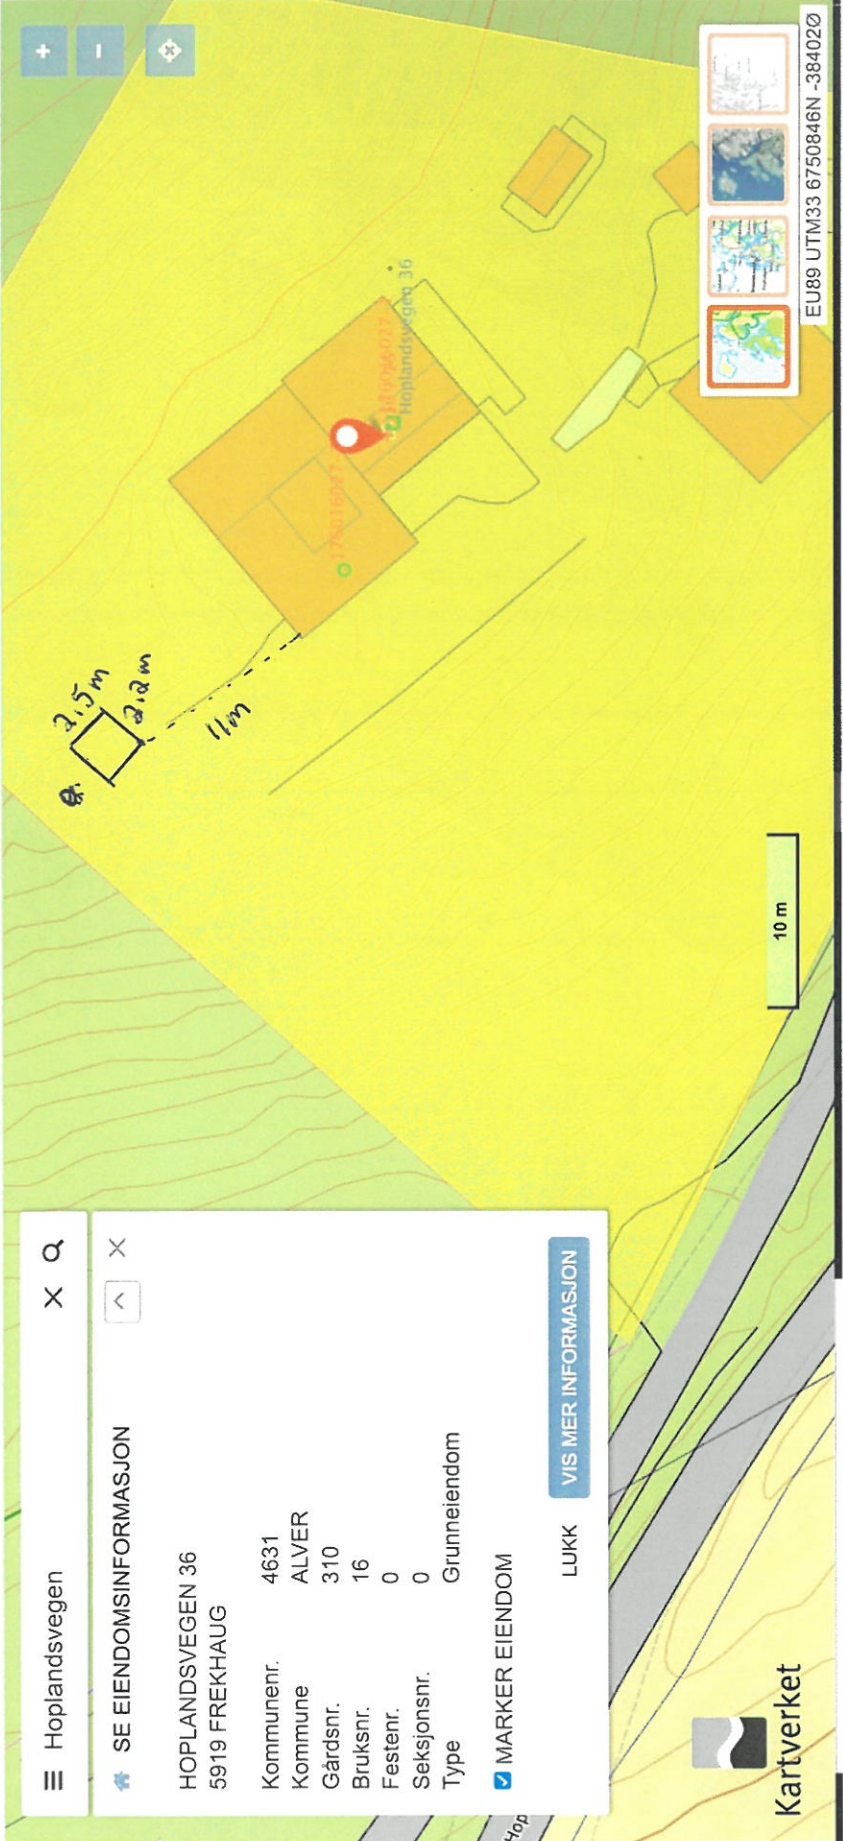 Hoplandsvegen
SE EIENDOMSINFORMASJON
HOPLANDSVEGEN 36
5919 FREKHAUG
Kommunenr. 4631
Kommune ALVER
Gårdsnr. 310
Bruksnr. 16
Festenr. 0
Seksjonsnr. 0
Type Grunneiendom
MARKER EIENDOM
LUKK VIS MER INFORMASJON
2.5m
2.2m
11m
Hoplandsvegen 36
Hop
10 m
Kartverket
EU89 UTM33 6750846N -38402Ø